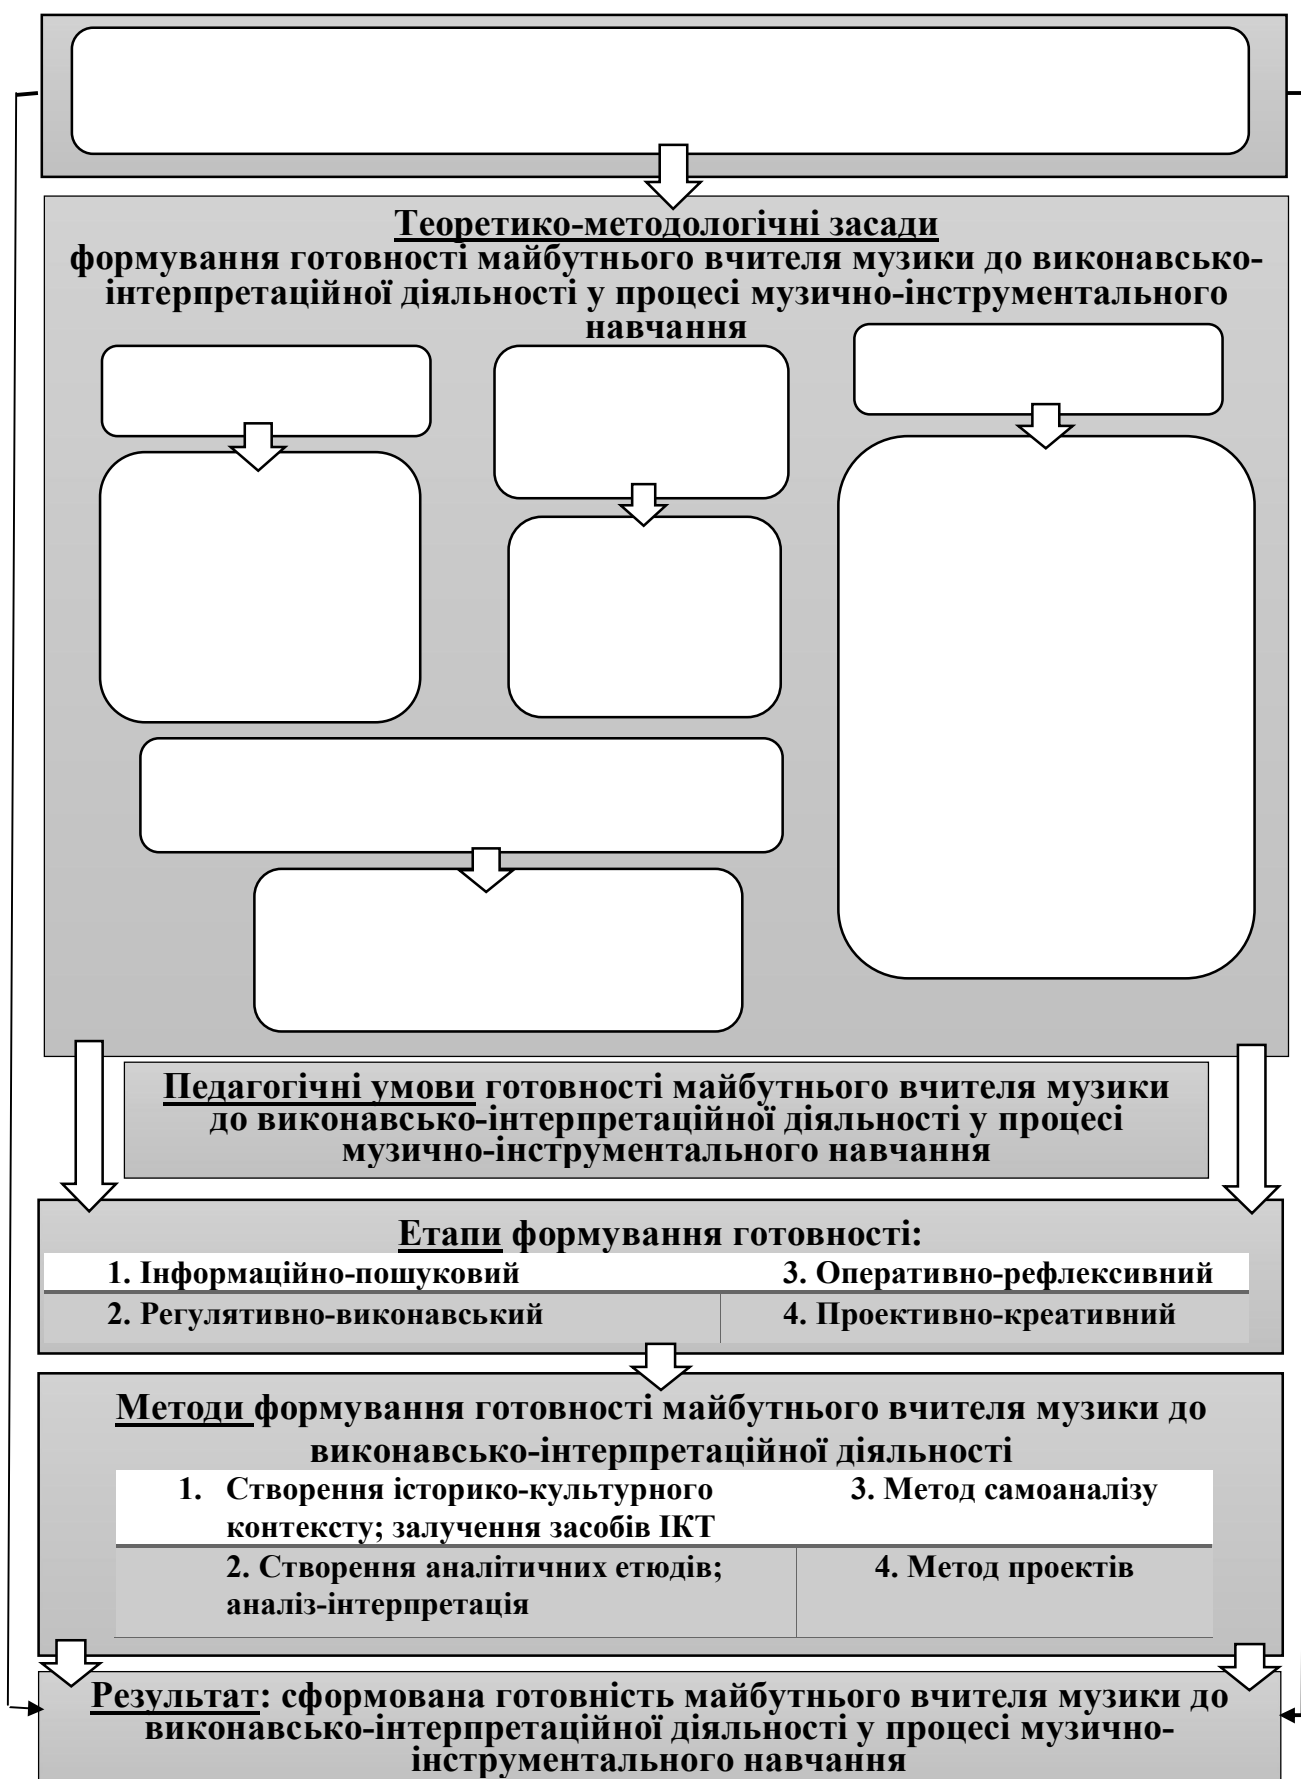 Теоретико-методологічні засади
формування готовності майбутнього вчителя музики до виконавсько-
інтерпретаційної діяльності у процесі музично-інструментального
навчання
Педагогічні умови готовності майбутнього вчителя музики
до виконавсько-інтерпретаційної діяльності у процесі
музично-інструментального навчання
Етапи формування готовності:
1. Інформаційно-пошуковий
3. Оперативно-рефлексивний
2. Регулятивно-виконавський
4. Проективно-креативний
Методи формування готовності майбутнього вчителя музики до
виконавсько-інтерпретаційної діяльності
1. Створення історико-культурного
контексту; залучення засобів ІКТ
3. Метод самоаналізу
2. Створення аналітичних етюдів;
аналіз-інтерпретація
4. Метод проектів
Результат: сформована готовність майбутнього вчителя музики до
виконавсько-інтерпретаційної діяльності у процесі музично-
інструментального навчання